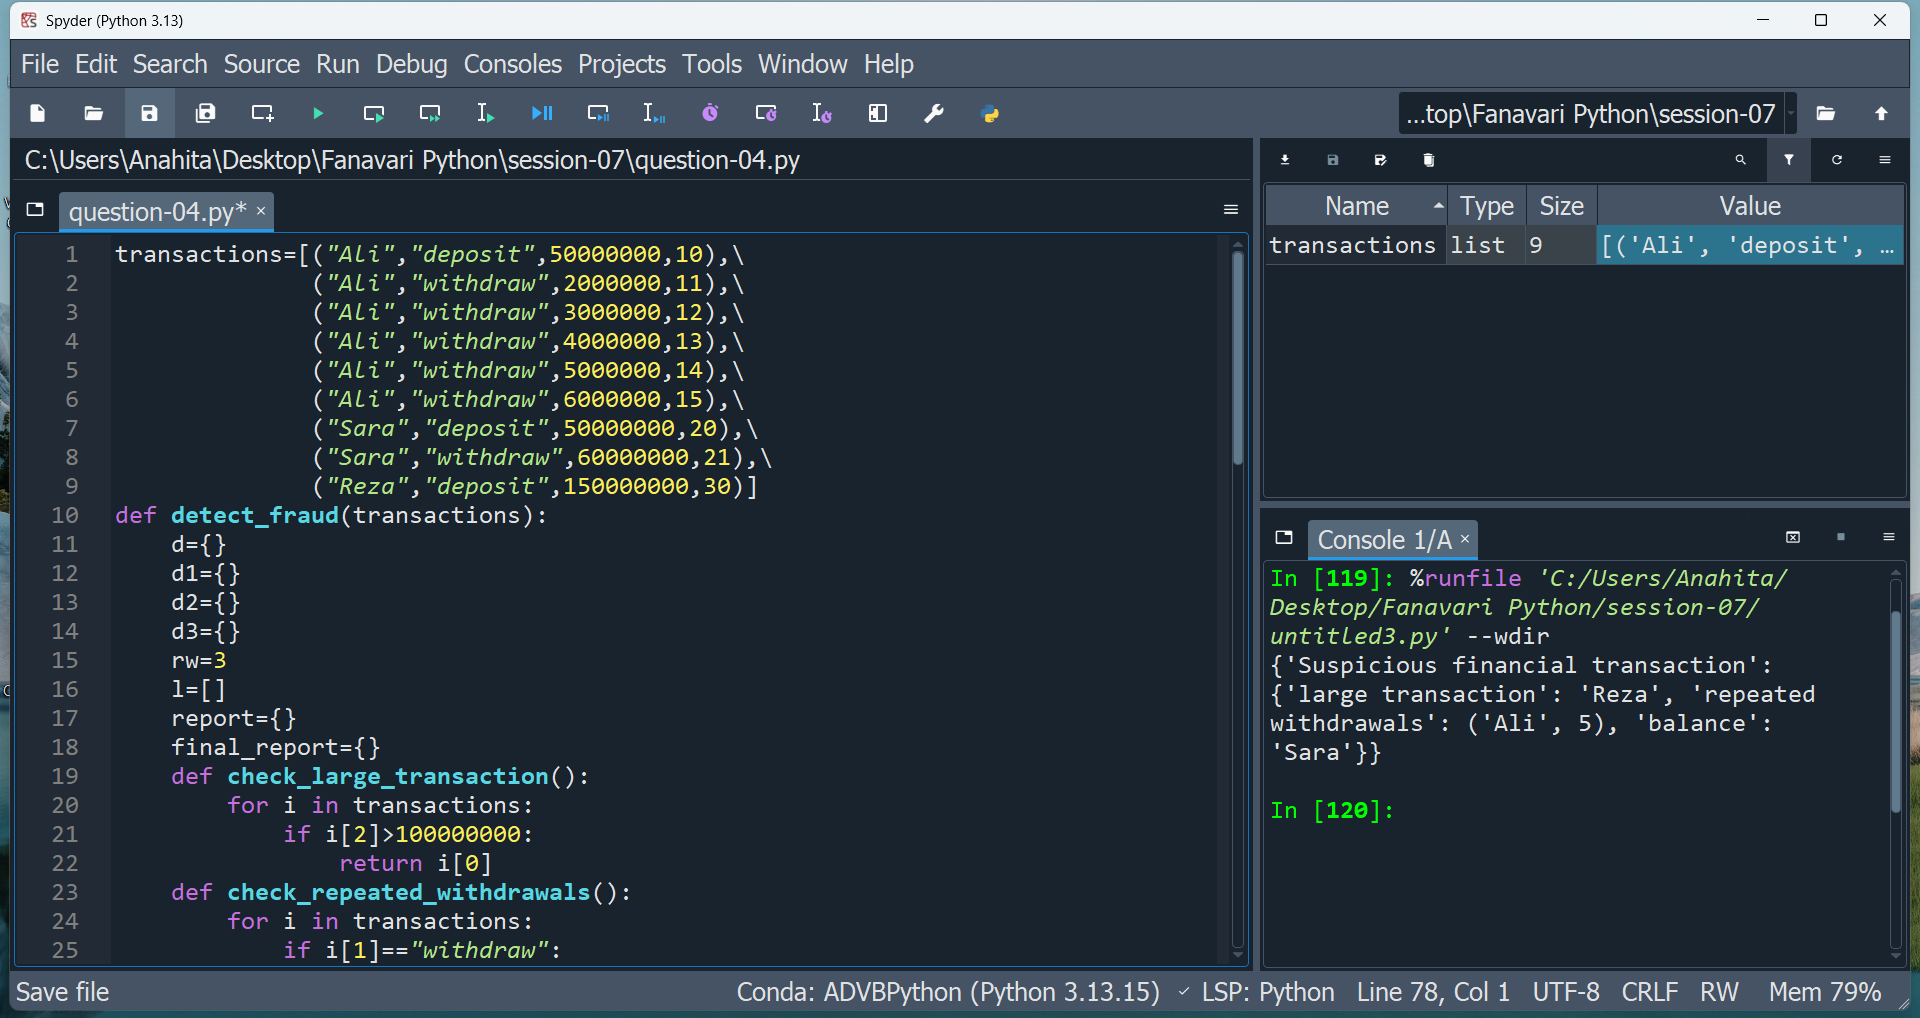 Spyder (Python 3.13)
File Edit Search Source Run Debug Consoles Projects Tools Window Help
...top\Fanavari Python\session-07
C:\Users\Anahita\Desktop\Fanavari Python\session-07\question-04.py
question-04.py*
1 transactions=[("Ali","deposit",50000000,10),\
2 ("Ali","withdraw",2000000,11),\
3 ("Ali","withdraw",3000000,12),\
4 ("Ali","withdraw",4000000,13),\
5 ("Ali","withdraw",5000000,14),\
6 ("Ali","withdraw",6000000,15),\
7 ("Sara","deposit",50000000,20),\
8 ("Sara","withdraw",60000000,21),\
9 ("Reza","deposit",150000000,30)]
10 def detect_fraud(transactions):
11 d={}
12 d1={}
13 d2={}
14 d3={}
15 rw=3
16 l=[]
17 report={}
18 final_report={}
19 def check_large_transaction():
20 for i in transactions:
21 if i[2]>100000000:
22 return i[0]
23 def check_repeated_withdrawals():
24 for i in transactions:
25 if i[1]=="withdraw":
Name Type Size Value
transactions list 9 [('Ali', 'deposit', …
Console 1/A
In [119]: %runfile 'C:/Users/Anahita/
Desktop/Fanavari Python/session-07/
untitled3.py' --wdir
{'Suspicious financial transaction':
{'large transaction': 'Reza', 'repeated
withdrawals': ('Ali', 5), 'balance':
'Sara'}}
In [120]:
Save file Conda: ADVBPython (Python 3.13.15) ✓ LSP: Python Line 78, Col 1 UTF-8 CRLF RW Mem 79%